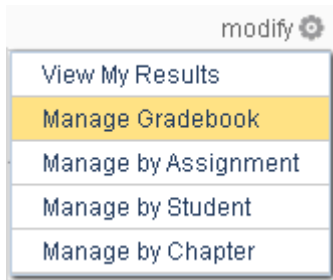 modify
View My Results
Manage Gradebook
Manage by Assignment
Manage by Student
Manage by Chapter